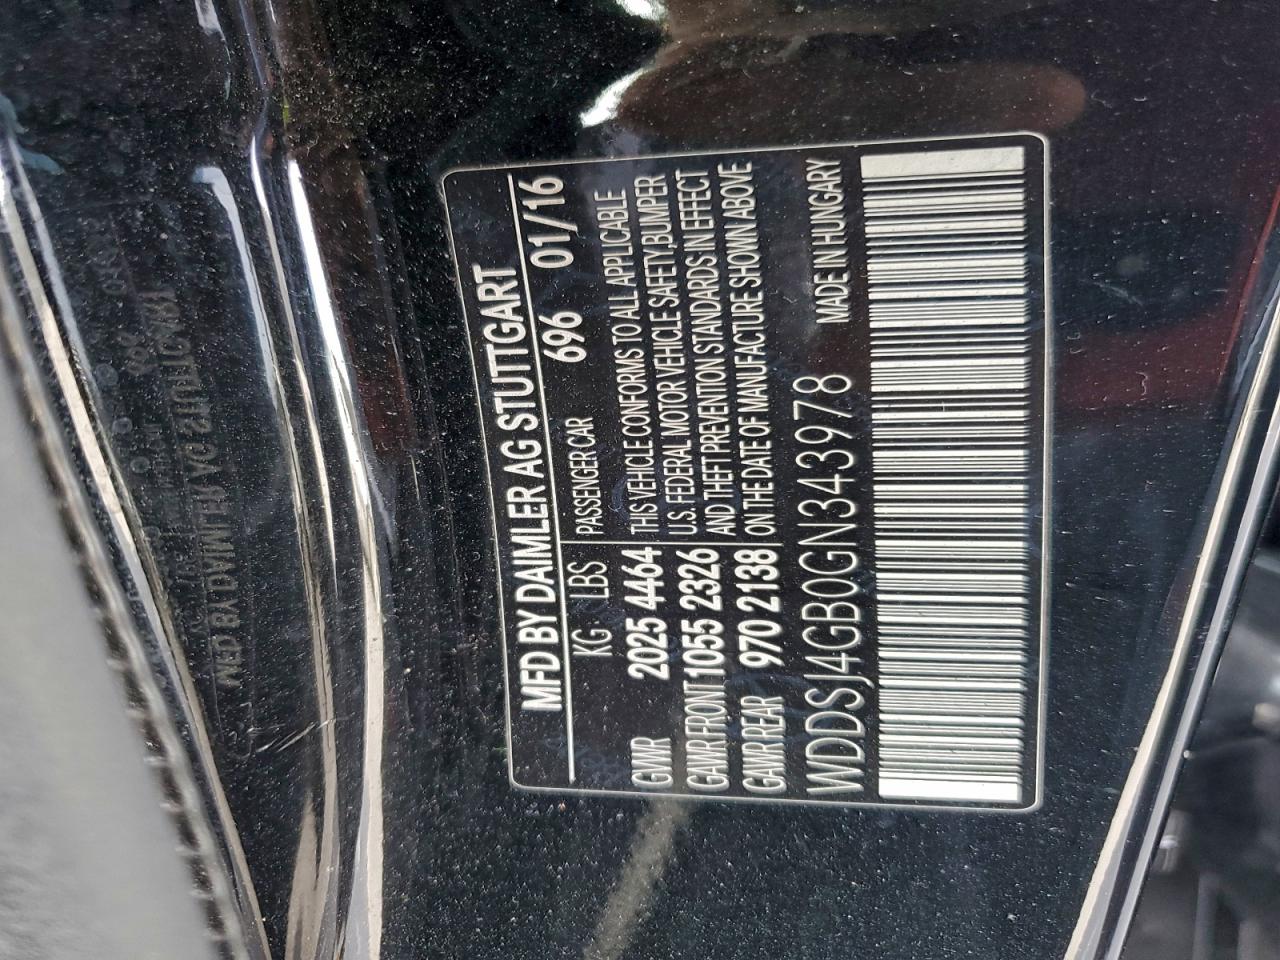 MFD BY DAIMLER AG STUTTGART
696 01/16
KG LBS PASSENGER CAR
GWR 2025 4464
GAWR FRONT 1055 2326
GAWR REAR 970 2138
THIS VEHICLE CONFORMS TO ALL APPLICABLE
U.S. FEDERAL MOTOR VEHICLE SAFETY, BUMPER
AND THEFT PREVENTION STANDARDS IN EFFECT
ON THE DATE OF MANUFACTURE SHOWN ABOVE
WDDSJ4GB0GN343978 MADE IN HUNGARY